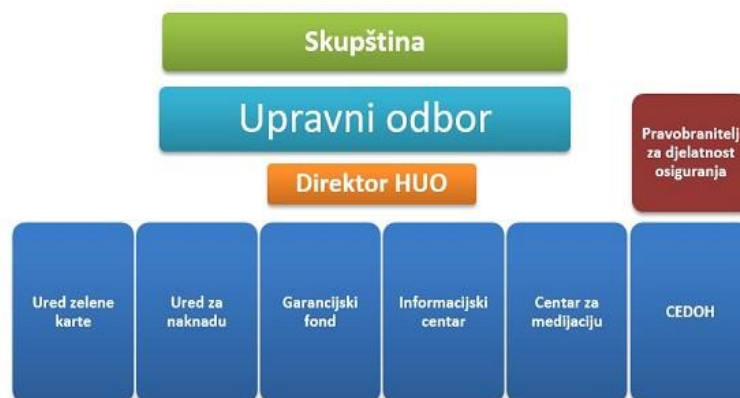 Skupština
Upravni odbor
Pravobranitelj
za djelatnost
osiguranja
Direktor HUO
Ured zelene
karte
Ured za
naknadu
Garancijski
fond
Informacijski
centar
Centar za
medijaciju
CEDOH